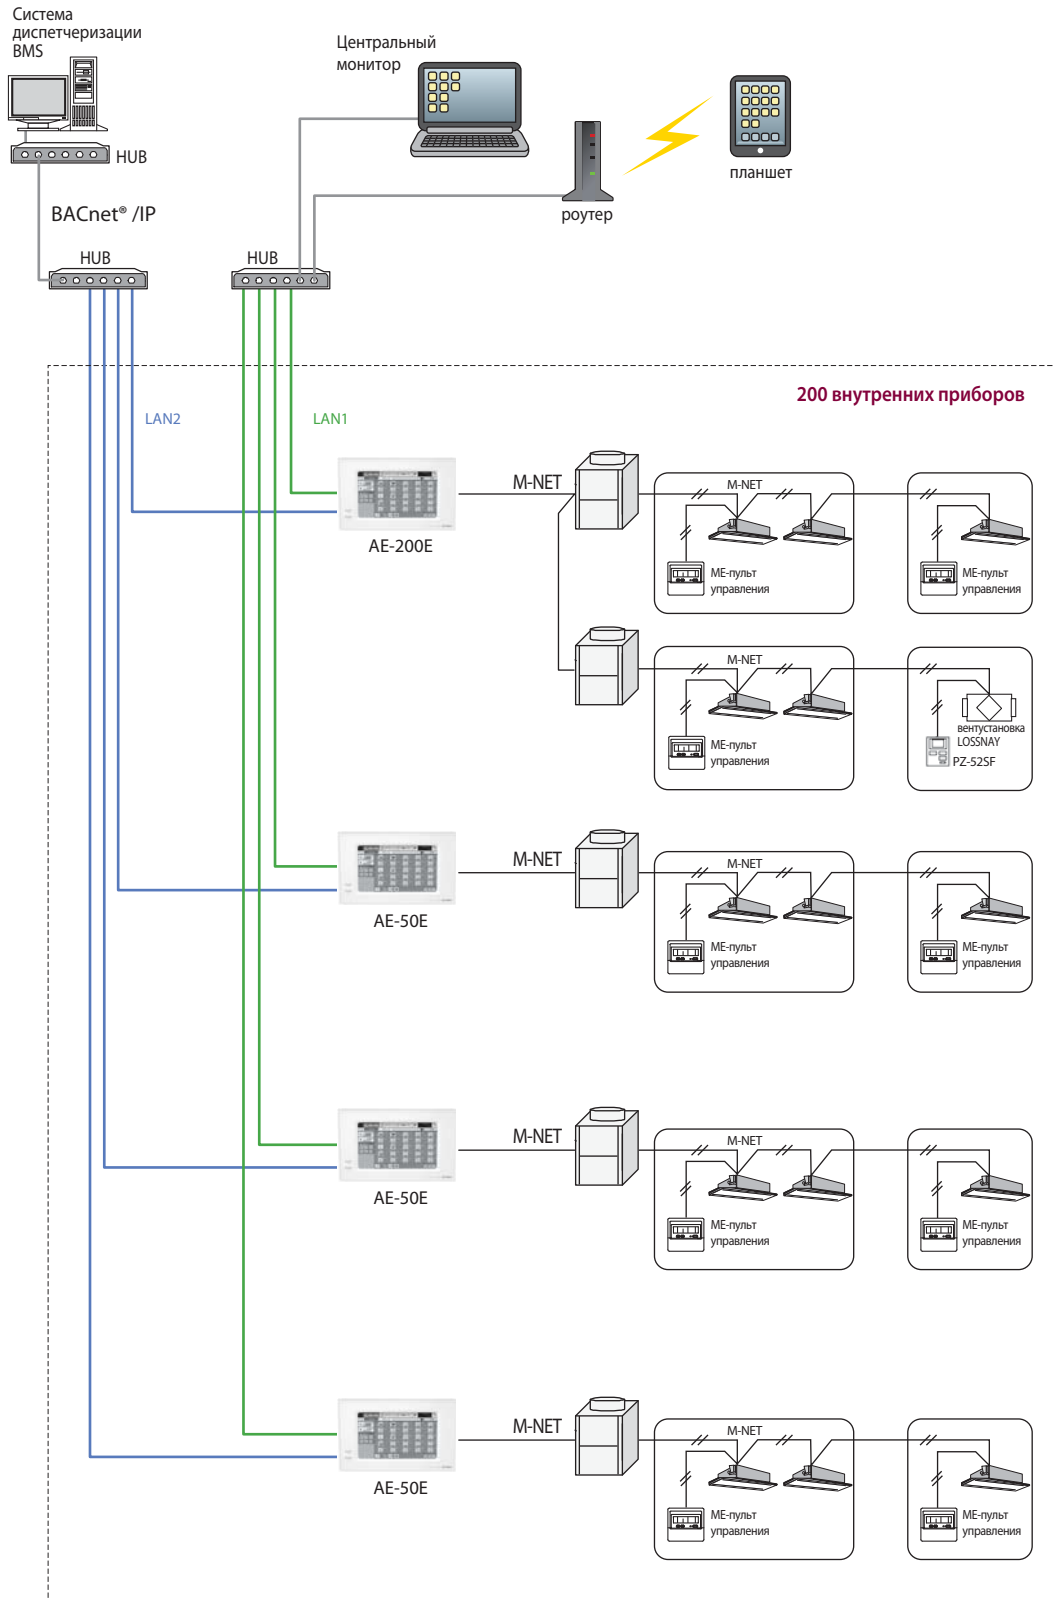 Система
диспетчеризации
BMS
HUB
Центральный
монитор
планшет
роутер
BACnet® /IP
HUB
HUB
200 внутренних приборов
LAN2
LAN1
AE-200E
M-NET
M-NET
ME-пульт
управления
ME-пульт
управления
M-NET
ME-пульт
управления
вентустановка
LOSSNAY
PZ-52SF
AE-50E
M-NET
M-NET
ME-пульт
управления
ME-пульт
управления
AE-50E
M-NET
M-NET
ME-пульт
управления
ME-пульт
управления
AE-50E
M-NET
M-NET
ME-пульт
управления
ME-пульт
управления